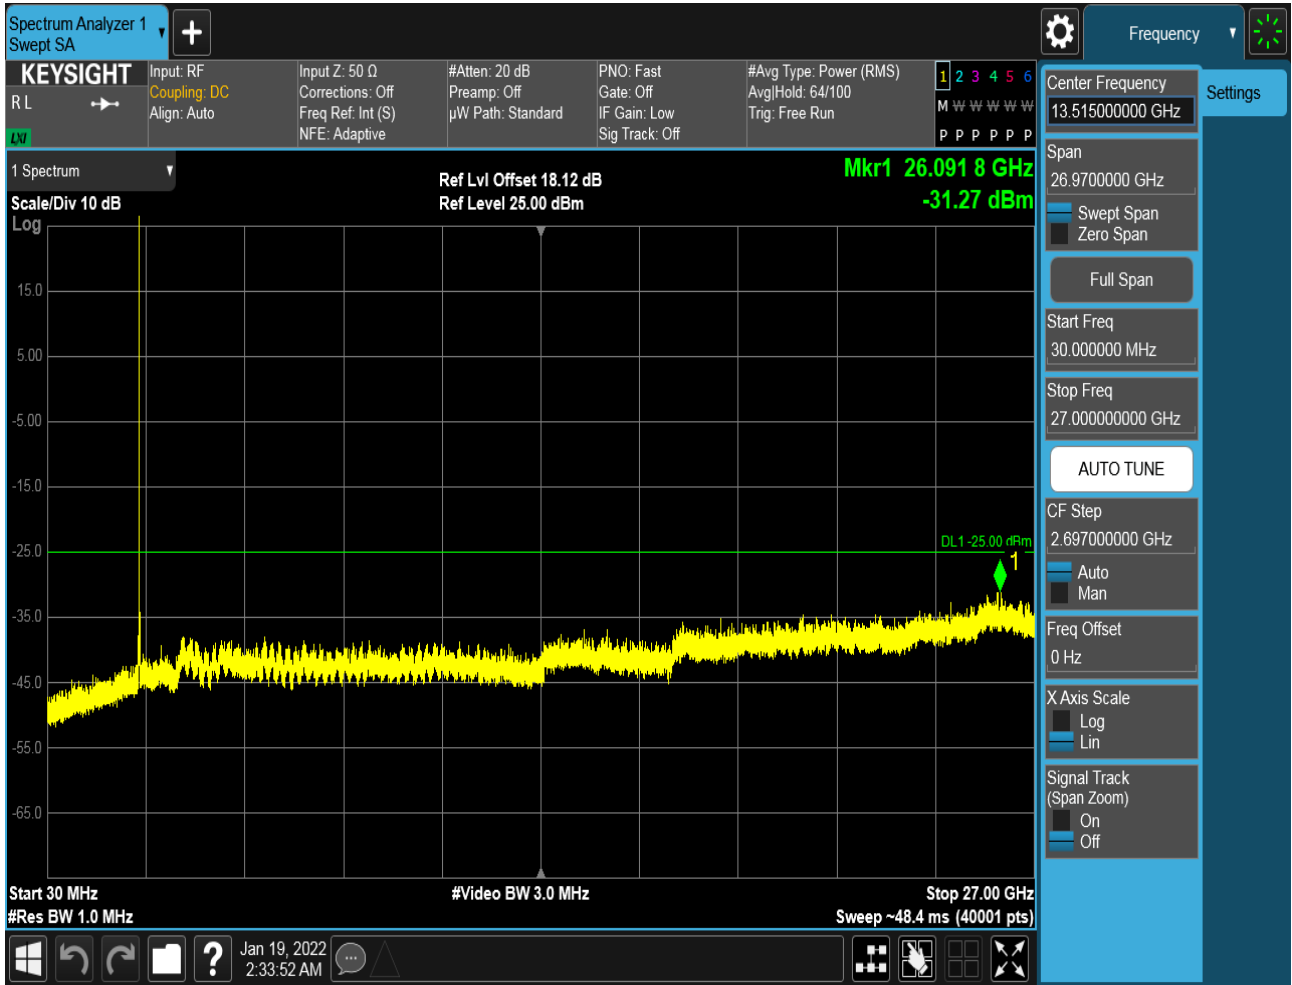 Spectrum Analyzer 1
Swept SA
Frequency
KEYSIGHT
R L
LXI
Input: RF
Coupling: DC
Align: Auto
Input Z: 50 Ω
Corrections: Off
Freq Ref: Int (S)
NFE: Adaptive
#Atten: 20 dB
Preamp: Off
µW Path: Standard
PNO: Fast
Gate: Off
IF Gain: Low
Sig Track: Off
#Avg Type: Power (RMS)
Avg|Hold: 64/100
Trig: Free Run
1 2 3 4 5 6
M W W W W W
P P P P P P
1 Spectrum
Scale/Div 10 dB
Log
Ref Lvl Offset 18.12 dB
Ref Level 25.00 dBm
Mkr1 26.091 8 GHz
-31.27 dBm
15.0
5.00
-5.00
-15.0
-25.0
-35.0
-45.0
-55.0
-65.0
DL1 -25.00 dBm
1
Start 30 MHz
#Res BW 1.0 MHz
#Video BW 3.0 MHz
Stop 27.00 GHz
Sweep ~48.4 ms (40001 pts)
Center Frequency
13.515000000 GHz
Settings
Span
26.9700000 GHz
Swept Span
Zero Span
Full Span
Start Freq
30.000000 MHz
Stop Freq
27.000000000 GHz
AUTO TUNE
CF Step
2.697000000 GHz
Auto
Man
Freq Offset
0 Hz
X Axis Scale
Log
Lin
Signal Track
(Span Zoom)
On
Off
?
Jan 19, 2022
2:33:52 AM